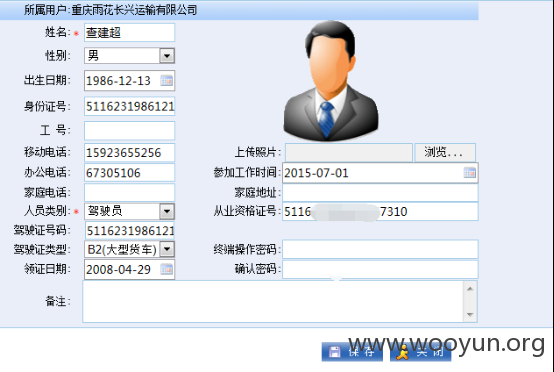 所属用户:重庆雨花长兴运输有限公司
姓名:* 查建超
性别: 男
出生日期: 1986-12-13
身份证号: 5116231986121
工 号:
移动电话: 15923655256
上传照片: 浏览...
办公电话: 67305106
参加工作时间: 2015-07-01
家庭电话:
家庭地址:
人员类别:* 驾驶员
从业资格证号: 5116 7310
驾驶证号码: 5116231986121
驾驶证类型: B2(大型货车)
终端操作密码:
领证日期: 2008-04-29
确认密码:
备注:
保 存
关 闭
www.wooyun.org